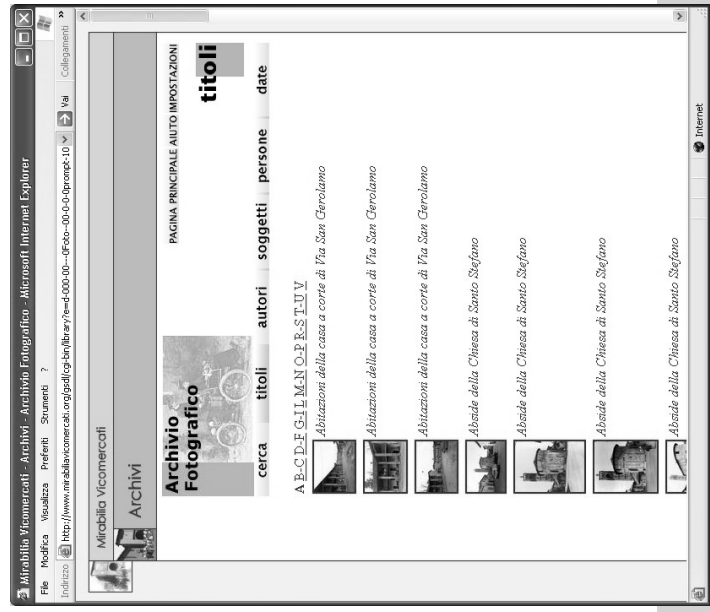 Mirabilia Vicomercati - Archivi - Archivio Fotografico - Microsoft Internet Explorer
File Modifica Visualizza Preferiti Strumenti ?
Indirizzo http://www.mirabiliavicomercati.org/gsdl/cgi-bin/library?e=d-000-00---0Foto--00-0-0-0prompt-10 Vai Collegamenti »
Mirabilia Vicomercati
Archivi
Archivio
Fotografico
PAGINA PRINCIPALE AIUTO IMPOSTAZIONI
titoli
cerca titoli autori soggetti persone date
A B-C D-F G-I L M-N O-P R-S T-U V
Abitazioni della casa a corte di Via San Gerolamo
Abitazioni della casa a corte di Via San Gerolamo
Abitazioni della casa a corte di Via San Gerolamo
Abside della Chiesa di Santo Stefano
Abside della Chiesa di Santo Stefano
Abside della Chiesa di Santo Stefano
Abside della Chiesa di Santo Stefano
Internet